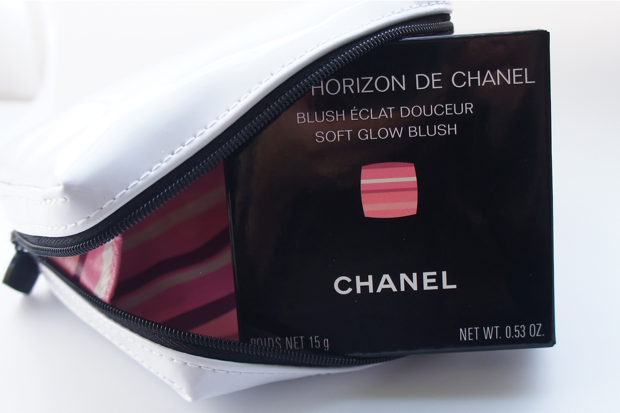 HORIZON DE CHANEL
BLUSH ÉCLAT DOUCEUR
SOFT GLOW BLUSH
CHANEL
POIDS NET 15 g
NET WT. 0.53 OZ.